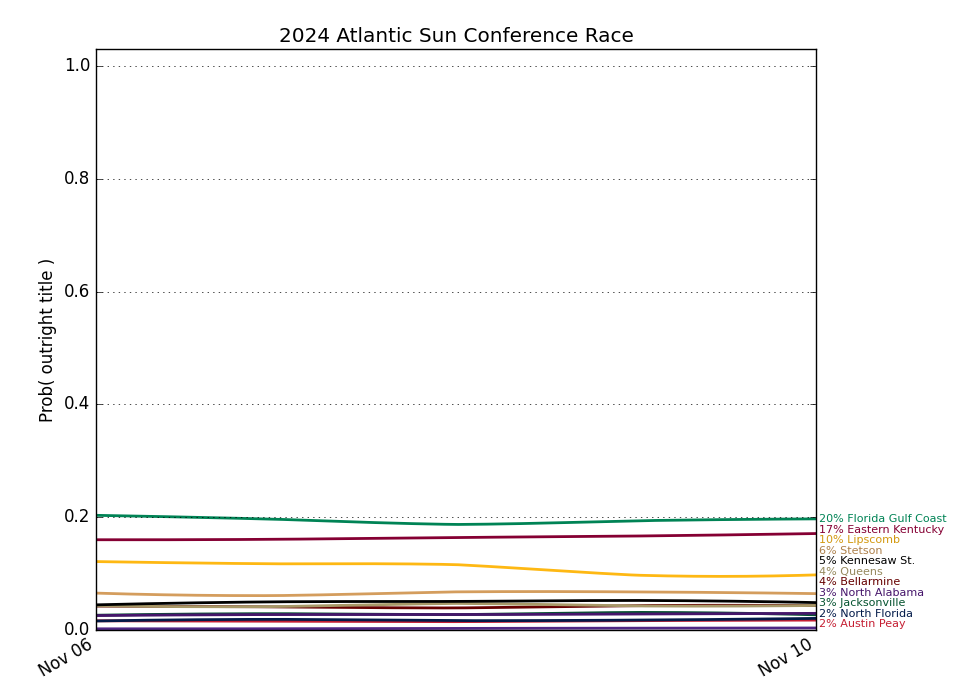 2024 Atlantic Sun Conference Race
Prob( outright title )
1.0
0.8
0.6
0.4
0.2
0.0
Nov 06
Nov 10
20% Florida Gulf Coast
17% Eastern Kentucky
10% Lipscomb
6% Stetson
5% Kennesaw St.
4% Queens
4% Bellarmine
3% North Alabama
3% Jacksonville
2% North Florida
2% Austin Peay